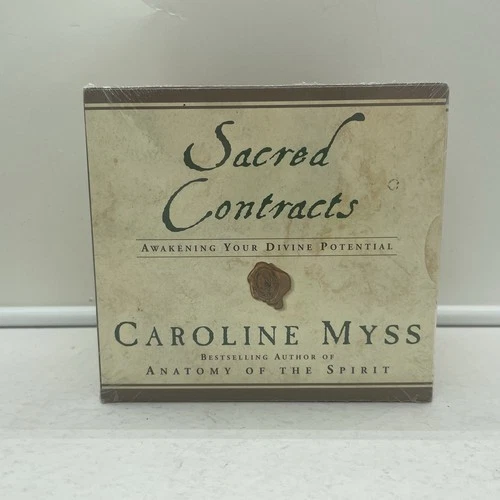 Sacred
Contracts
AWAKENING YOUR DIVINE POTENTIAL
CAROLINE MYSS
BESTSELLING AUTHOR OF
ANATOMY OF THE SPIRIT